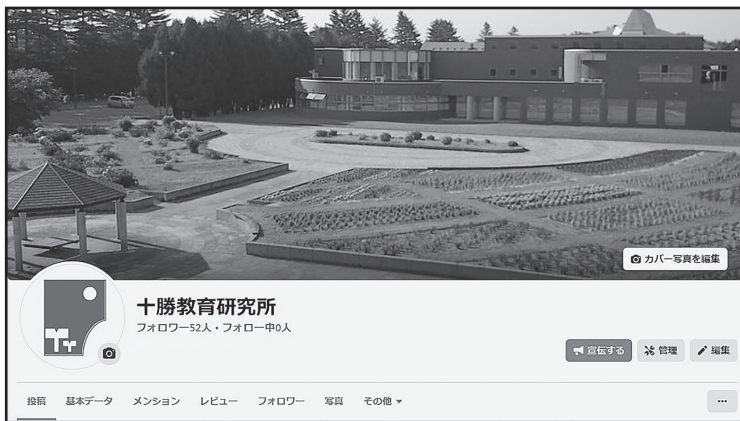 カバー写真を編集
十勝教育研究所
フォロワー52人・フォロー中0人
宣伝する
管理
編集
投稿
基本データ
メンション
レビュー
フォロワー
写真
その他